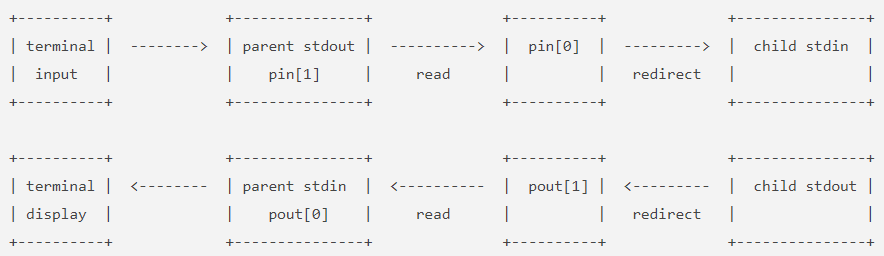 +----------+             +---------------+               +----------+              +---------------+
| terminal |  -------->  | parent stdout |  ---------->  |  pin[0]  |  --------->  |  child stdin  |
|  input   |             |    pin[1]     |     read      |          |   redirect   |               |
+----------+             +---------------+               +----------+              +---------------+
+----------+             +---------------+               +----------+              +---------------+
| terminal |  <--------  | parent stdin  |  <----------  |  pout[1] |  <---------  |  child stdout |
| display  |             |    pout[0]    |     read      |          |   redirect   |               |
+----------+             +---------------+               +----------+              +---------------+